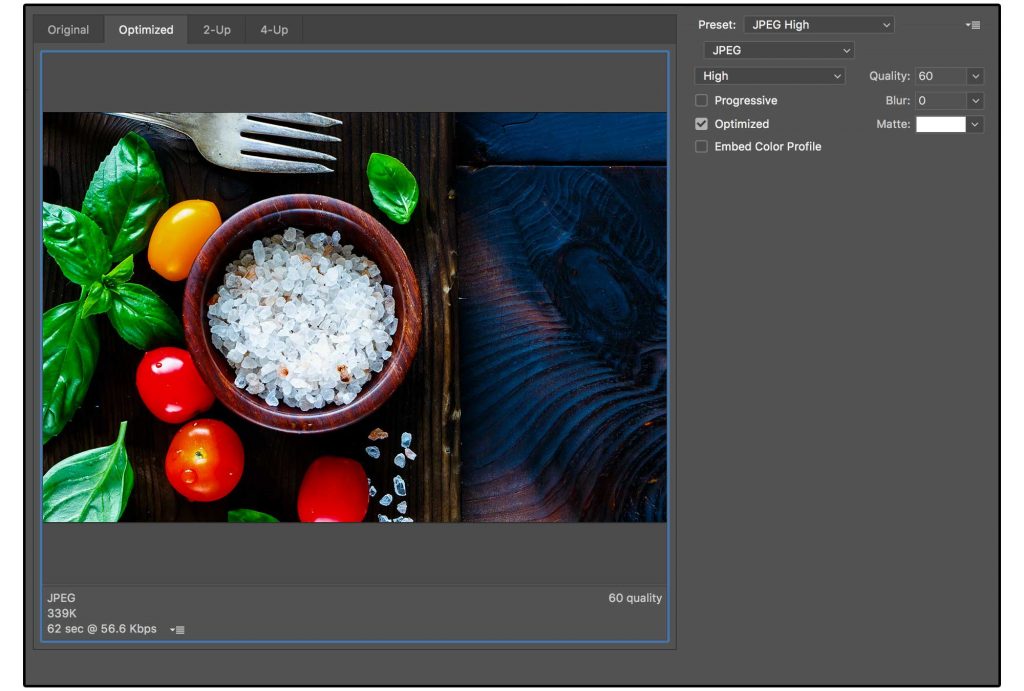 Original Optimized 2-Up 4-Up
Preset: JPEG High
JPEG
High Quality: 60
Progressive Blur: 0
Optimized Matte:
Embed Color Profile
JPEG 60 quality
339K
62 sec @ 56.6 Kbps